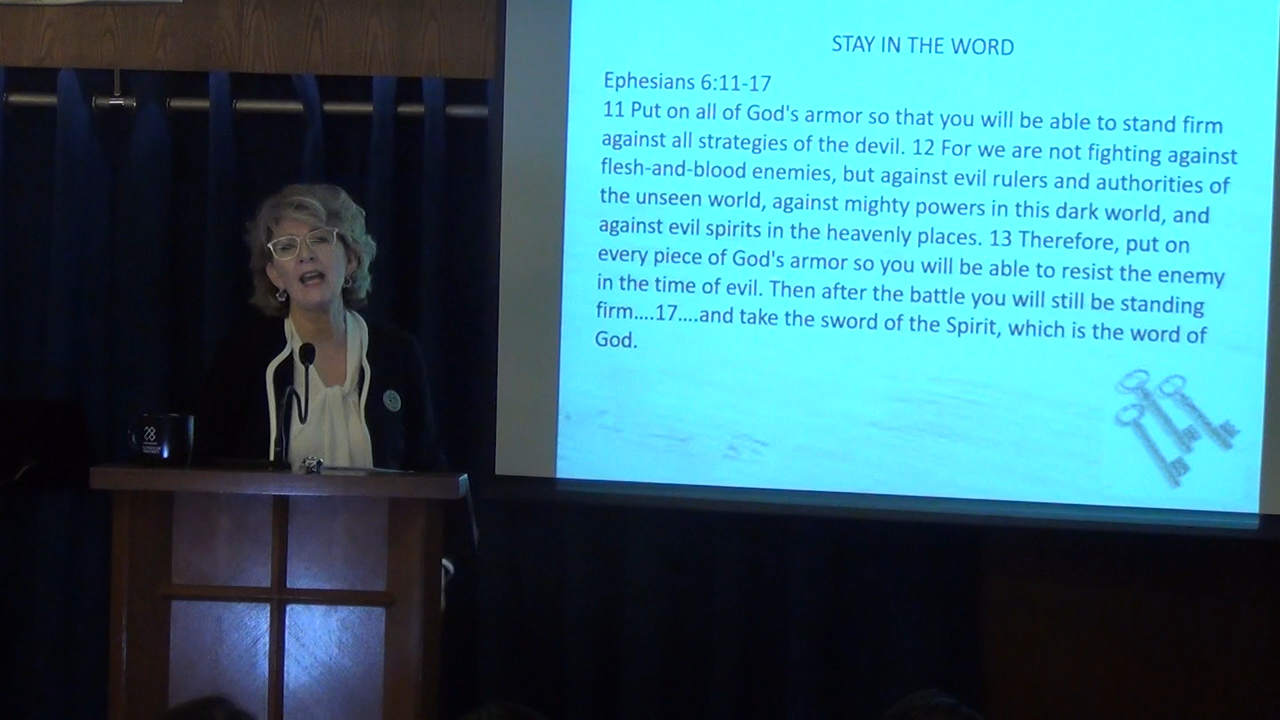 STAY IN THE WORD
Ephesians 6:11-17
11 Put on all of God's armor so that you will be able to stand firm
against all strategies of the devil. 12 For we are not fighting against
flesh-and-blood enemies, but against evil rulers and authorities of
the unseen world, against mighty powers in this dark world, and
against evil spirits in the heavenly places. 13 Therefore, put on
every piece of God's armor so you will be able to resist the enemy
in the time of evil. Then after the battle you will still be standing
firm....17....and take the sword of the Spirit, which is the word of
God.